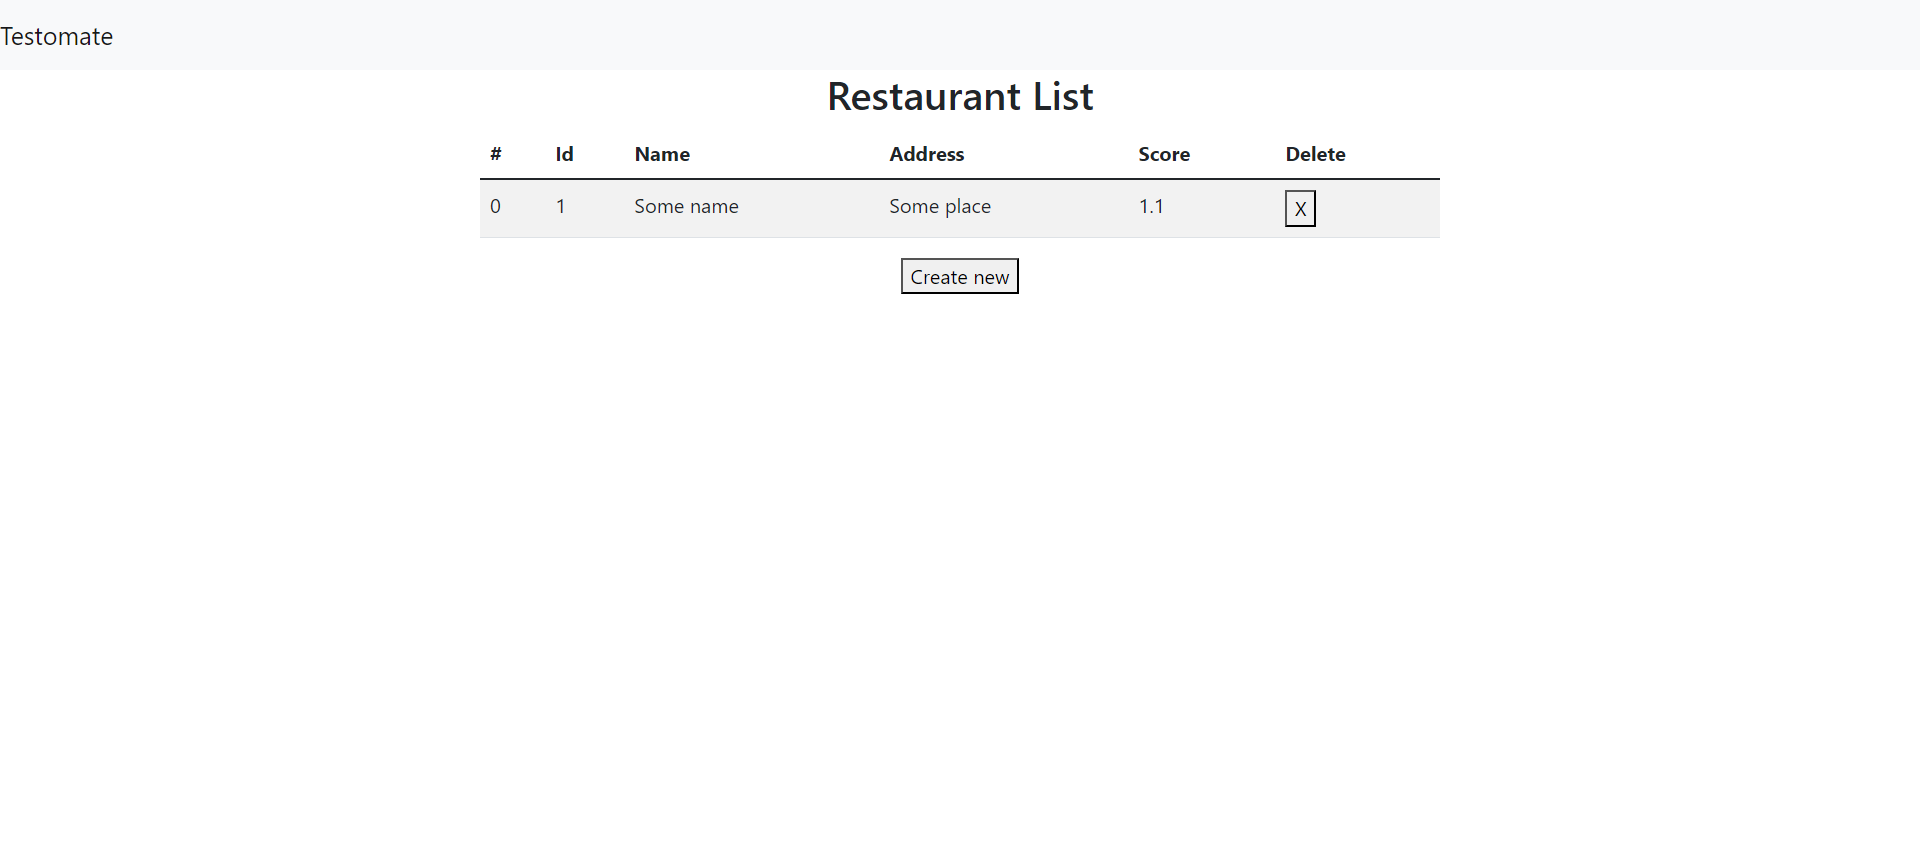 Testomate
Restaurant List
# Id Name Address Score Delete
0 1 Some name Some place 1.1 X
Create new